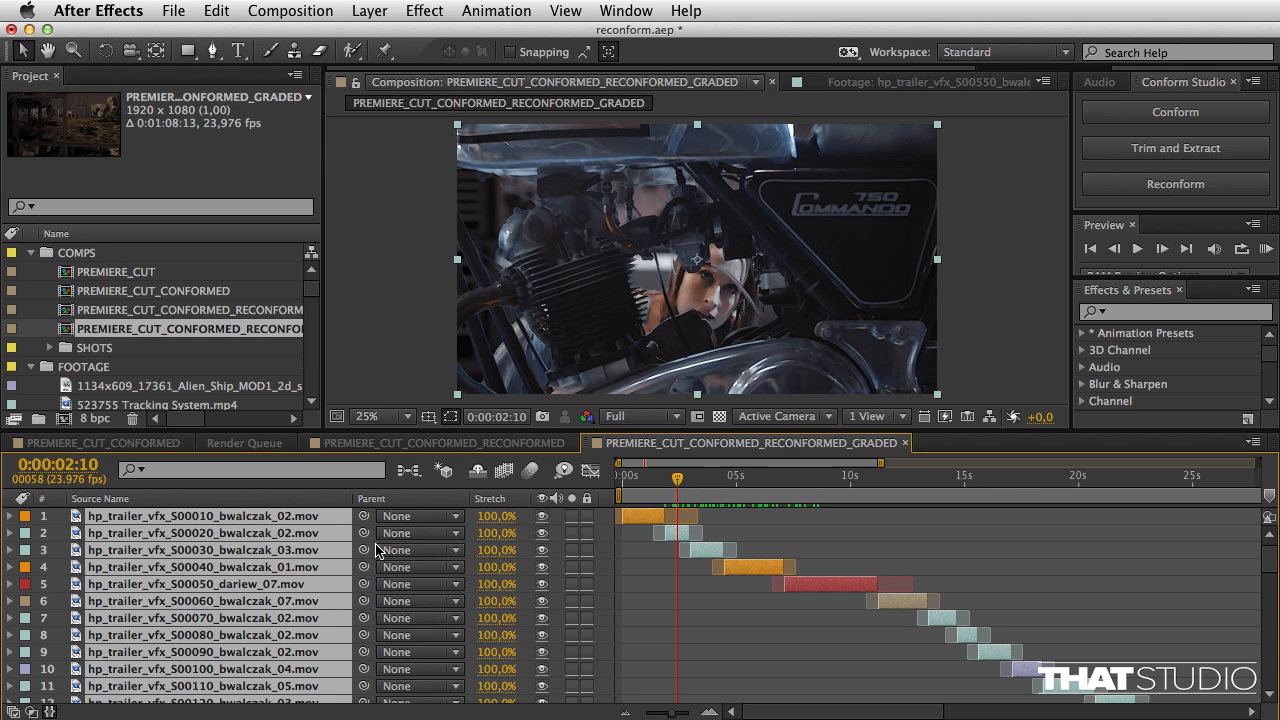 After Effects File Edit Composition Layer Effect Animation View Window Help
reconform.aep *
Snapping
Workspace: Standard
Search Help
Project
PREMIER...ONFORMED_GRADED
1920 x 1080 (1,00)
Δ 0:01:08:13, 23,976 fps
Name
COMPS
PREMIERE_CUT
PREMIERE_CUT_CONFORMED
PREMIERE_CUT_CONFORMED_RECONFORM
PREMIERE_CUT_CONFORMED_RECONFO
SHOTS
FOOTAGE
1134x609_17361_Alien_Ship_MOD1_2d_s
523755 Tracking System.mp4
8 bpc
Composition: PREMIERE_CUT_CONFORMED_RECONFORMED_GRADED
Footage: hp_trailer_vfx_S00550_bwalc
PREMIERE_CUT_CONFORMED_RECONFORMED_GRADED
750
COMMANDO
25%
0:00:02:10
Full
Active Camera
1 View
+0,0
Audio
Conform Studio
Conform
Trim and Extract
Reconform
Preview
Effects & Presets
* Animation Presets
3D Channel
Audio
Blur & Sharpen
Channel
PREMIERE_CUT_CONFORMED
Render Queue
PREMIERE_CUT_CONFORMED_RECONFORMED
PREMIERE_CUT_CONFORMED_RECONFORMED_GRADED
0:00:02:10
00058 (23.976 fps)
:00s 05s 10s 15s 20s 25s
# Source Name Parent Stretch
1 hp_trailer_vfx_S00010_bwalczak_02.mov None 100,0%
2 hp_trailer_vfx_S00020_bwalczak_02.mov None 100,0%
3 hp_trailer_vfx_S00030_bwalczak_03.mov None 100,0%
4 hp_trailer_vfx_S00040_bwalczak_01.mov None 100,0%
5 hp_trailer_vfx_S00050_dariew_07.mov None 100,0%
6 hp_trailer_vfx_S00060_bwalczak_07.mov None 100,0%
7 hp_trailer_vfx_S00070_bwalczak_02.mov None 100,0%
8 hp_trailer_vfx_S00080_bwalczak_02.mov None 100,0%
9 hp_trailer_vfx_S00090_bwalczak_02.mov None 100,0%
10 hp_trailer_vfx_S00100_bwalczak_04.mov None 100,0%
11 hp_trailer_vfx_S00110_bwalczak_05.mov None 100,0%
THATSTUDIO